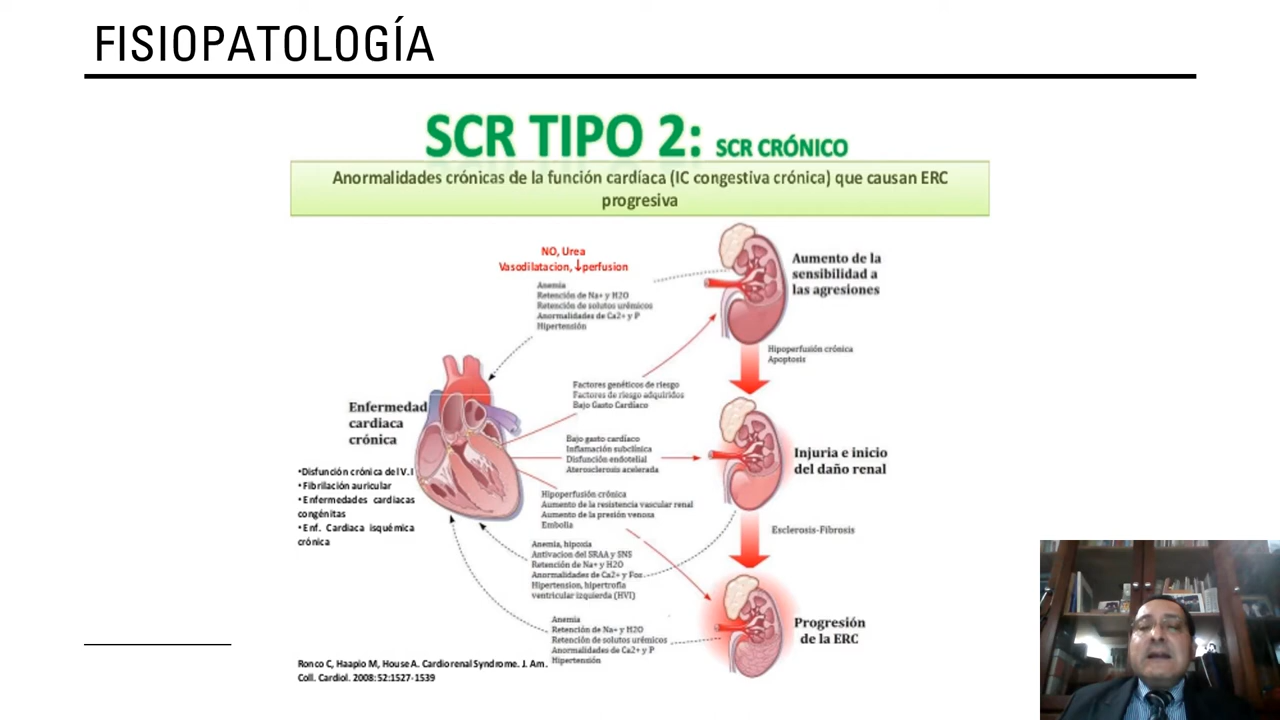 FISIOPATOLOGÍA
SCR TIPO 2: SCR CRÓNICO
Anormalidades crónicas de la función cardíaca (IC congestiva crónica) que causan ERC
progresiva
NO, Urea
Vasodilatacion, ↓perfusion
Anemia
Retención de Na+ y H2O
Retención de solutos urémicos
Anormalidades de Ca2+ y P
Hipertensión
Aumento de la
sensibilidad a
las agresiones
Hipoperfusión crónica
Apoptosis
Factores genéticos de riesgo
Factores de riesgo adquiridos
Bajo Gasto Cardíaco
Enfermedad
cardiaca
crónica
•Disfunción crónica del V.I
•Fibrilación auricular
•Enfermedades cardiacas
congénitas
•Enf. Cardiaca isquémica
crónica
Bajo gasto cardíaco
Inflamación subclínica
Disfunción endotelial
Aterosclerosis acelerada
Injuria e inicio
del daño renal
Hipoperfusión crónica
Aumento de la resistencia vascular renal
Aumento de la presión venosa
Embolia
Esclerosis-Fibrosis
Anemia, hipoxia
Antivacion del SRAA y SNS
Retención de Na+ y H2O
Anormalidades de Ca2+ y Fos
Hipertension, hipertrofia
ventricular izquierda (HVI)
Anemia
Retención de Na+ y H2O
Retención de solutos urémicos
Anormalidades de Ca2+ y P
Hipertensión
Progresión
de la ERC
Ronco C, Haapio M, House A. Cardiorenal Syndrome. J. Am.
Coll. Cardiol. 2008:52:1527-1539